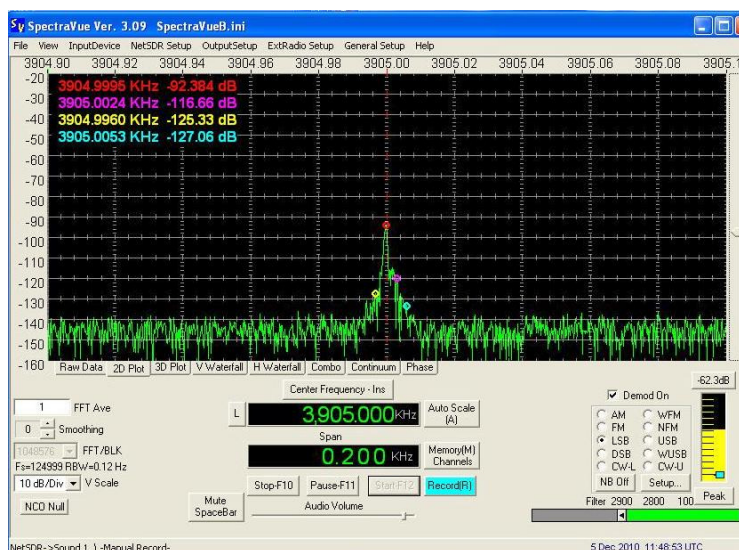 SpectraVue Ver. 3.09 SpectraVueB.ini
File View InputDevice NetSDR Setup OutputSetup ExtRadio Setup General Setup Help
3904.90 3904.92 3904.94 3904.96 3904.98 3905.00 3905.02 3905.04 3905.06 3905.08 3905.1
-20
-30
-40
-50
-60
-70
-80
-90
-100
-110
-120
-130
-140
-150
-160
3904.9995 KHz -92.384 dB
3905.0024 KHz -116.66 dB
3904.9960 KHz -125.33 dB
3905.0053 KHz -127.06 dB
Raw Data 2D Plot 3D Plot V Waterfall H Waterfall Combo Continuum Phase
1 FFT Ave
0 Smoothing
1048576 FFT/BLK
Fs=124999 RBW=0.12 Hz
10 dB/Div V Scale
NCO Null
Center Frequency - Ins
L 3,905.000 KHz
Span
0.200 KHz
Auto Scale (A)
Memory(M) Channels
Stop-F10 Pause-F11 Start F12 Record(R)
Mute SpaceBar
Audio Volume
Demod On
AM WFM
FM NFM
LSB USB
DSB WUSB
CW-L CW-U
NB Off Setup...
Filter 2900 2800 100
-62.3dB
Peak
NetSDR->Sound 1 \ -Manual Record-
5 Dec 2010 11:48:53 UTC